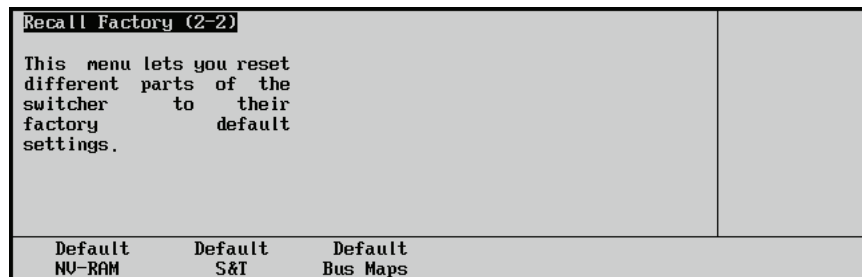 Recall Factory (2-2)
This menu lets you reset
different parts of the
switcher to their
factory default
settings.
Default Default Default
NV-RAM S&T Bus Maps